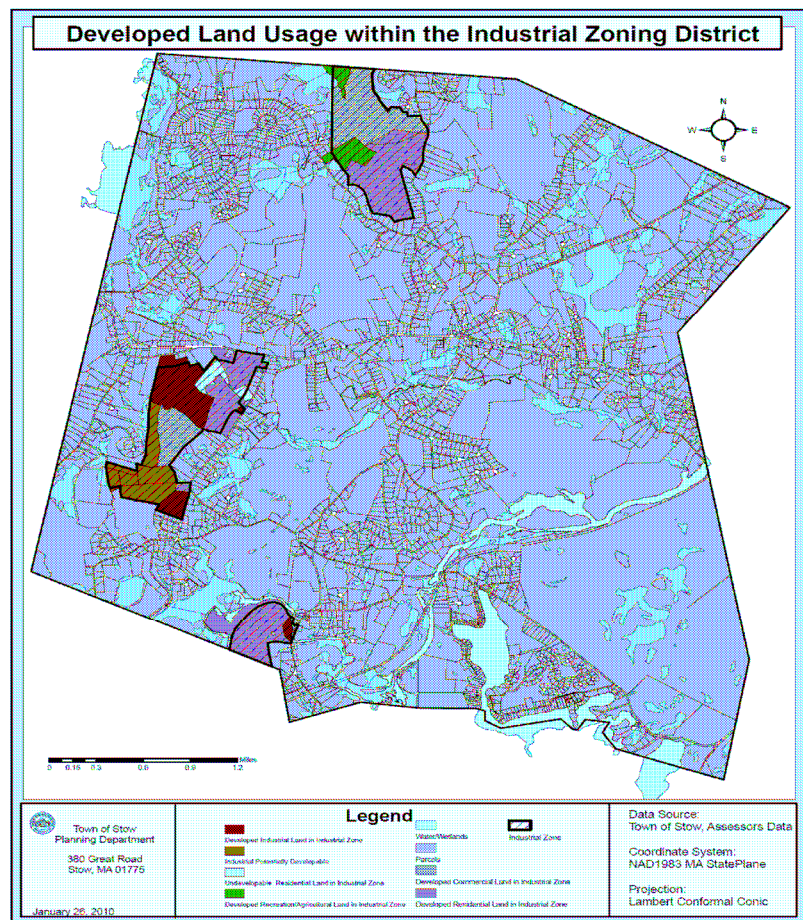 Developed Land Usage within the Industrial Zoning District
N
W E
S
Miles
0 0.15 0.3 0.6 0.9 1.2
Town of Stow
Planning Department
380 Great Road
Stow, MA 01775
January 26, 2010
Legend
Developed Industrial Land in Industrial Zone
Industrial Potentially Developable
Undevelopable Residential Land in Industrial Zone
Developed Recreation/Agricultural Land in Industrial Zone
Water/Wetlands
Parcels
Developed Commercial Land in Industrial Zone
Developed Residential Land in Industrial Zone
Industrial Zone
Data Source:
Town of Stow, Assessors Data
Coordinate System:
NAD1983 MA StatePlane
Projection:
Lambert Conformal Conic